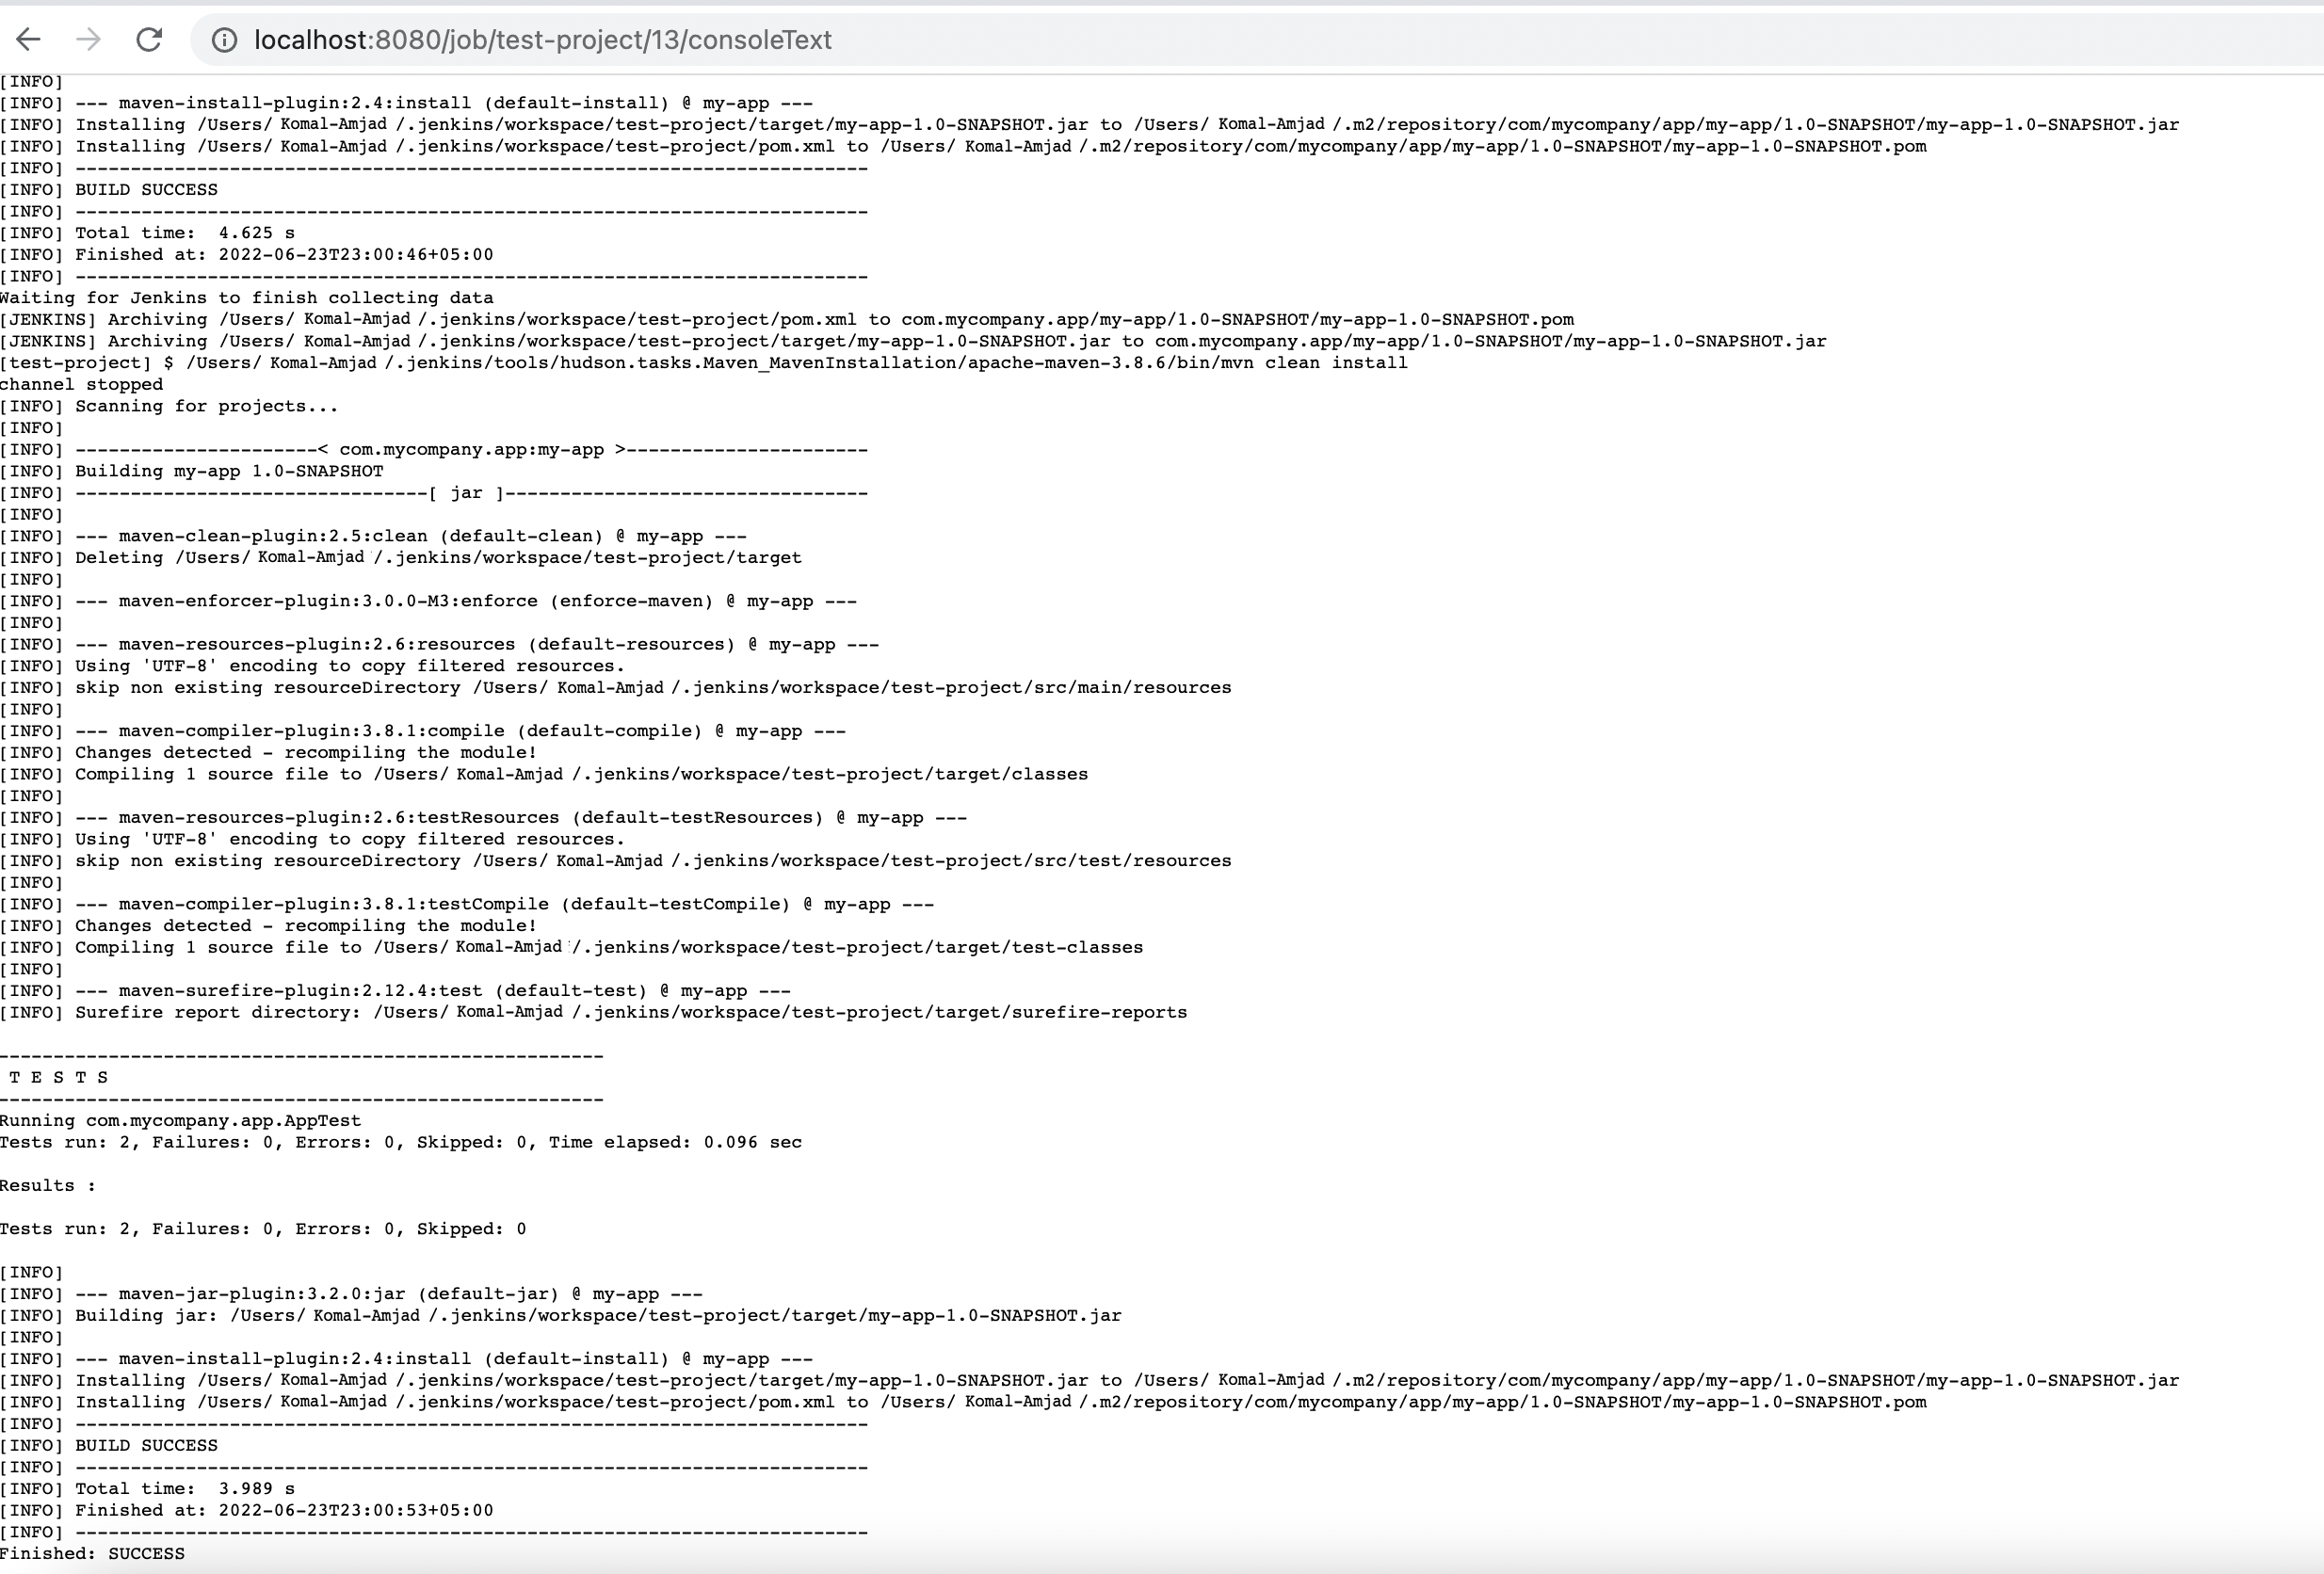 localhost:8080/job/test-project/13/consoleText
[INFO]
[INFO] --- maven-install-plugin:2.4:install (default-install) @ my-app ---
[INFO] Installing /Users/ Komal-Amjad /.jenkins/workspace/test-project/target/my-app-1.0-SNAPSHOT.jar to /Users/ Komal-Amjad /.m2/repository/com/mycompany/app/my-app/1.0-SNAPSHOT/my-app-1.0-SNAPSHOT.jar
[INFO] Installing /Users/ Komal-Amjad /.jenkins/workspace/test-project/pom.xml to /Users/ Komal-Amjad /.m2/repository/com/mycompany/app/my-app/1.0-SNAPSHOT/my-app-1.0-SNAPSHOT.pom
[INFO] ------------------------------------------------------------------------
[INFO] BUILD SUCCESS
[INFO] ------------------------------------------------------------------------
[INFO] Total time:  4.625 s
[INFO] Finished at: 2022-06-23T23:00:46+05:00
[INFO] ------------------------------------------------------------------------
Waiting for Jenkins to finish collecting data
[JENKINS] Archiving /Users/ Komal-Amjad /.jenkins/workspace/test-project/pom.xml to com.mycompany.app/my-app/1.0-SNAPSHOT/my-app-1.0-SNAPSHOT.pom
[JENKINS] Archiving /Users/ Komal-Amjad /.jenkins/workspace/test-project/target/my-app-1.0-SNAPSHOT.jar to com.mycompany.app/my-app/1.0-SNAPSHOT/my-app-1.0-SNAPSHOT.jar
[test-project] $ /Users/ Komal-Amjad /.jenkins/tools/hudson.tasks.Maven_MavenInstallation/apache-maven-3.8.6/bin/mvn clean install
channel stopped
[INFO] Scanning for projects...
[INFO]
[INFO] ----------------------< com.mycompany.app:my-app >----------------------
[INFO] Building my-app 1.0-SNAPSHOT
[INFO] --------------------------------[ jar ]---------------------------------
[INFO]
[INFO] --- maven-clean-plugin:2.5:clean (default-clean) @ my-app ---
[INFO] Deleting /Users/ Komal-Amjad /.jenkins/workspace/test-project/target
[INFO]
[INFO] --- maven-enforcer-plugin:3.0.0-M3:enforce (enforce-maven) @ my-app ---
[INFO]
[INFO] --- maven-resources-plugin:2.6:resources (default-resources) @ my-app ---
[INFO] Using 'UTF-8' encoding to copy filtered resources.
[INFO] skip non existing resourceDirectory /Users/ Komal-Amjad /.jenkins/workspace/test-project/src/main/resources
[INFO]
[INFO] --- maven-compiler-plugin:3.8.1:compile (default-compile) @ my-app ---
[INFO] Changes detected - recompiling the module!
[INFO] Compiling 1 source file to /Users/ Komal-Amjad /.jenkins/workspace/test-project/target/classes
[INFO]
[INFO] --- maven-resources-plugin:2.6:testResources (default-testResources) @ my-app ---
[INFO] Using 'UTF-8' encoding to copy filtered resources.
[INFO] skip non existing resourceDirectory /Users/ Komal-Amjad /.jenkins/workspace/test-project/src/test/resources
[INFO]
[INFO] --- maven-compiler-plugin:3.8.1:testCompile (default-testCompile) @ my-app ---
[INFO] Changes detected - recompiling the module!
[INFO] Compiling 1 source file to /Users/ Komal-Amjad /.jenkins/workspace/test-project/target/test-classes
[INFO]
[INFO] --- maven-surefire-plugin:2.12.4:test (default-test) @ my-app ---
[INFO] Surefire report directory: /Users/ Komal-Amjad /.jenkins/workspace/test-project/target/surefire-reports
-------------------------------------------------------
 T E S T S
-------------------------------------------------------
Running com.mycompany.app.AppTest
Tests run: 2, Failures: 0, Errors: 0, Skipped: 0, Time elapsed: 0.096 sec
Results :
Tests run: 2, Failures: 0, Errors: 0, Skipped: 0
[INFO]
[INFO] --- maven-jar-plugin:3.2.0:jar (default-jar) @ my-app ---
[INFO] Building jar: /Users/ Komal-Amjad /.jenkins/workspace/test-project/target/my-app-1.0-SNAPSHOT.jar
[INFO]
[INFO] --- maven-install-plugin:2.4:install (default-install) @ my-app ---
[INFO] Installing /Users/ Komal-Amjad /.jenkins/workspace/test-project/target/my-app-1.0-SNAPSHOT.jar to /Users/ Komal-Amjad /.m2/repository/com/mycompany/app/my-app/1.0-SNAPSHOT/my-app-1.0-SNAPSHOT.jar
[INFO] Installing /Users/ Komal-Amjad /.jenkins/workspace/test-project/pom.xml to /Users/ Komal-Amjad /.m2/repository/com/mycompany/app/my-app/1.0-SNAPSHOT/my-app-1.0-SNAPSHOT.pom
[INFO] ------------------------------------------------------------------------
[INFO] BUILD SUCCESS
[INFO] ------------------------------------------------------------------------
[INFO] Total time:  3.989 s
[INFO] Finished at: 2022-06-23T23:00:53+05:00
[INFO] ------------------------------------------------------------------------
Finished: SUCCESS